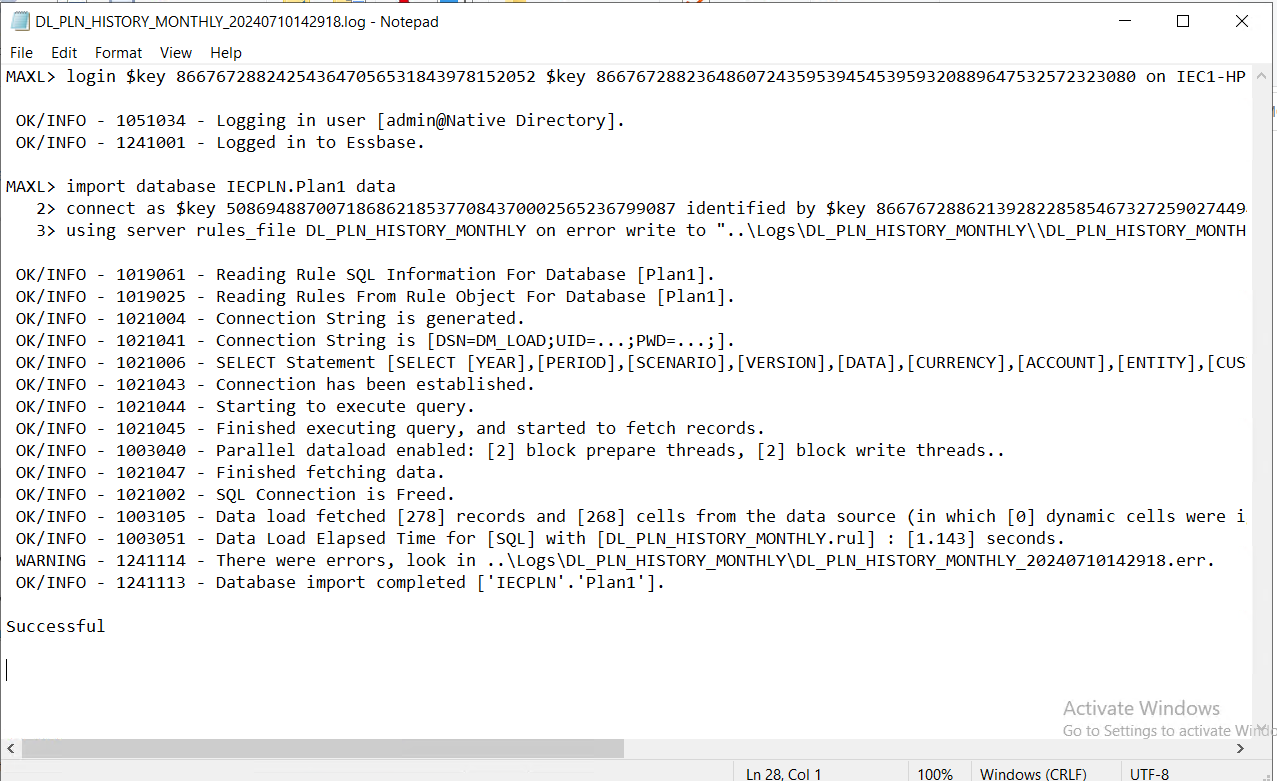 DL_PLN_HISTORY_MONTHLY_20240710142918.log - Notepad
File Edit Format View Help
MAXL> login $key 8667672882425436470565318439781520​52 $key 86676728823648607243595394545395932088964753257232​3080 on IEC1-HP
OK/INFO - 1051034 - Logging in user [admin@Native Directory].
OK/INFO - 1241001 - Logged in to Essbase.
MAXL> import database IECPLN.Plan1 data
2> connect as $key 5086948870071868621853770843700025652367990​87 identified by $key 8667672886213928228585467327259027449
3> using server rules_file DL_PLN_HISTORY_MONTHLY on error write to "..\Logs\DL_PLN_HISTORY_MONTHLY\\DL_PLN_HISTORY_MONTH
OK/INFO - 1019061 - Reading Rule SQL Information For Database [Plan1].
OK/INFO - 1019025 - Reading Rules From Rule Object For Database [Plan1].
OK/INFO - 1021004 - Connection String is generated.
OK/INFO - 1021041 - Connection String is [DSN=DM_LOAD;UID=...;PWD=...;].
OK/INFO - 1021006 - SELECT Statement [SELECT [YEAR],[PERIOD],[SCENARIO],[VERSION],[DATA],[CURRENCY],[ACCOUNT],[ENTITY],[CUS
OK/INFO - 1021043 - Connection has been established.
OK/INFO - 1021044 - Starting to execute query.
OK/INFO - 1021045 - Finished executing query, and started to fetch records.
OK/INFO - 1003040 - Parallel dataload enabled: [2] block prepare threads, [2] block write threads..
OK/INFO - 1021047 - Finished fetching data.
OK/INFO - 1021002 - SQL Connection is Freed.
OK/INFO - 1003105 - Data load fetched [278] records and [268] cells from the data source (in which [0] dynamic cells were i
OK/INFO - 1003051 - Data Load Elapsed Time for [SQL] with [DL_PLN_HISTORY_MONTHLY.rul] : [1.143] seconds.
WARNING - 1241114 - There were errors, look in ..\Logs\DL_PLN_HISTORY_MONTHLY\DL_PLN_HISTORY_MONTHLY_20240710142918.err.
OK/INFO - 1241113 - Database import completed ['IECPLN'.'Plan1'].
Successful
Activate Windows
Go to Settings to activate Windo
Ln 28, Col 1 100% Windows (CRLF) UTF-8